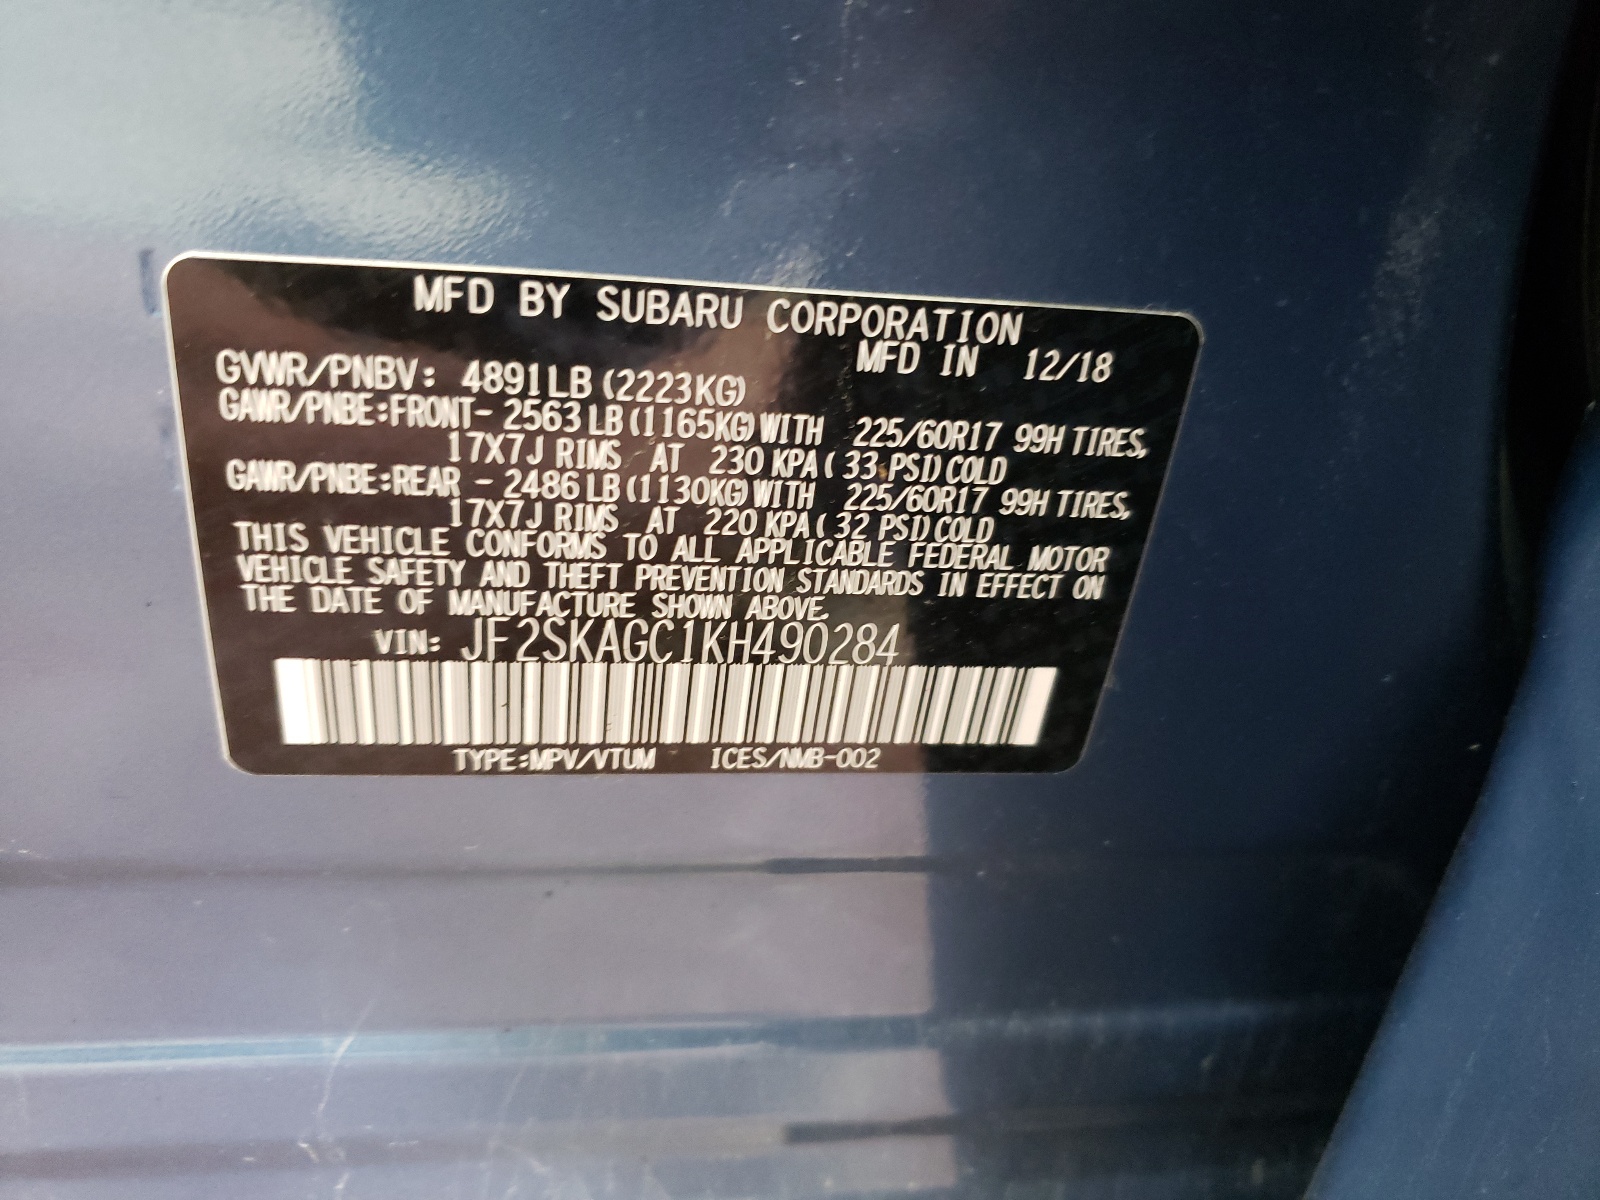 MFD BY SUBARU CORPORATION
MFD IN 12/18
GVWR/PNBV: 4891LB (2223KG)
GAWR/PNBE:FRONT- 2563 LB (1165KG) WITH 225/60R17 99H TIRES,
17X7J RIMS AT 230 KPA ( 33 PSI) COLD
GAWR/PNBE:REAR - 2486 LB (1130KG) WITH 225/60R17 99H TIRES,
17X7J RIMS AT 220 KPA ( 32 PSI) COLD
THIS VEHICLE CONFORMS TO ALL APPLICABLE FEDERAL MOTOR
VEHICLE SAFETY AND THEFT PREVENTION STANDARDS IN EFFECT ON
THE DATE OF MANUFACTURE SHOWN ABOVE.
VIN: JF2SKAGC1KH490284
TYPE:MPV/VTUM ICES/NMB-002